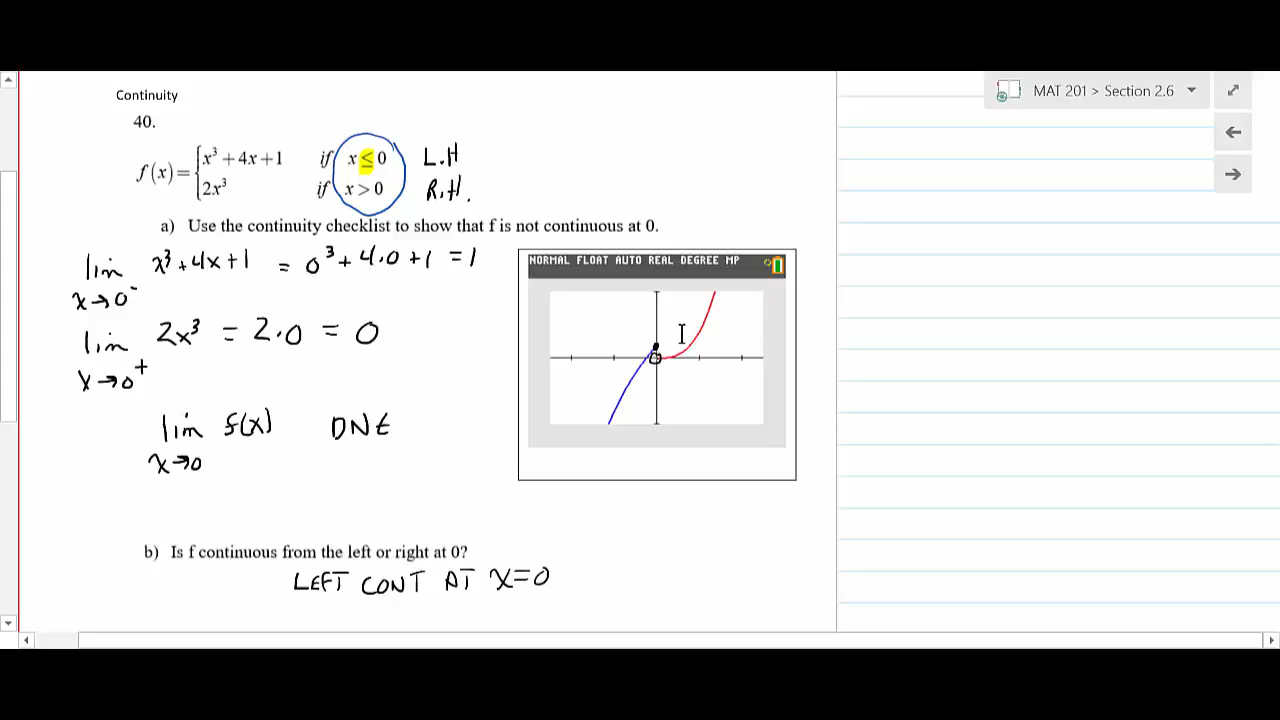 MAT 201 > Section 2.6
Continuity
40.
f(x) = { x³ + 4x + 1 if x ≤ 0 L.H
2x³ if x > 0 R.H.
a) Use the continuity checklist to show that f is not continuous at 0.
lim x→0⁻ x³ + 4x + 1 = 0³ + 4·0 + 1 = 1
lim x→0⁺ 2x³ = 2·0 = 0
lim x→0 f(x) DNE
NORMAL FLOAT AUTO REAL DEGREE MP
b) Is f continuous from the left or right at 0?
LEFT CONT AT X=0